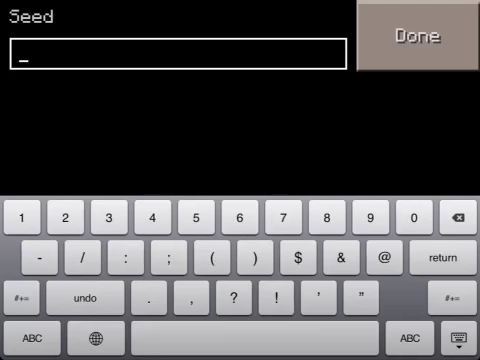 Seed
Done
_
1 2 3 4 5 6 7 8 9 0
- / : ; ( ) $ & @ return
#+= undo . , ? ! ' " #+=
ABC ABC